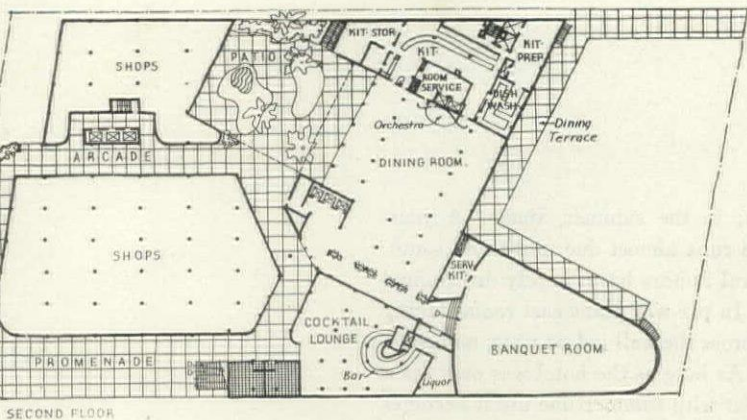 SHOPS
PATIO
KIT-STOR.
KIT-
KIT-
PREP
ROOM
SERVICE
DISH
WASH
Orchestra
Dining
Terrace
ARCADE
DINING ROOM
SHOPS
SERV
KIT-
COCKTAIL
LOUNGE
BANQUET ROOM
PROMENADE
Bar
Liquor
SECOND FLOOR